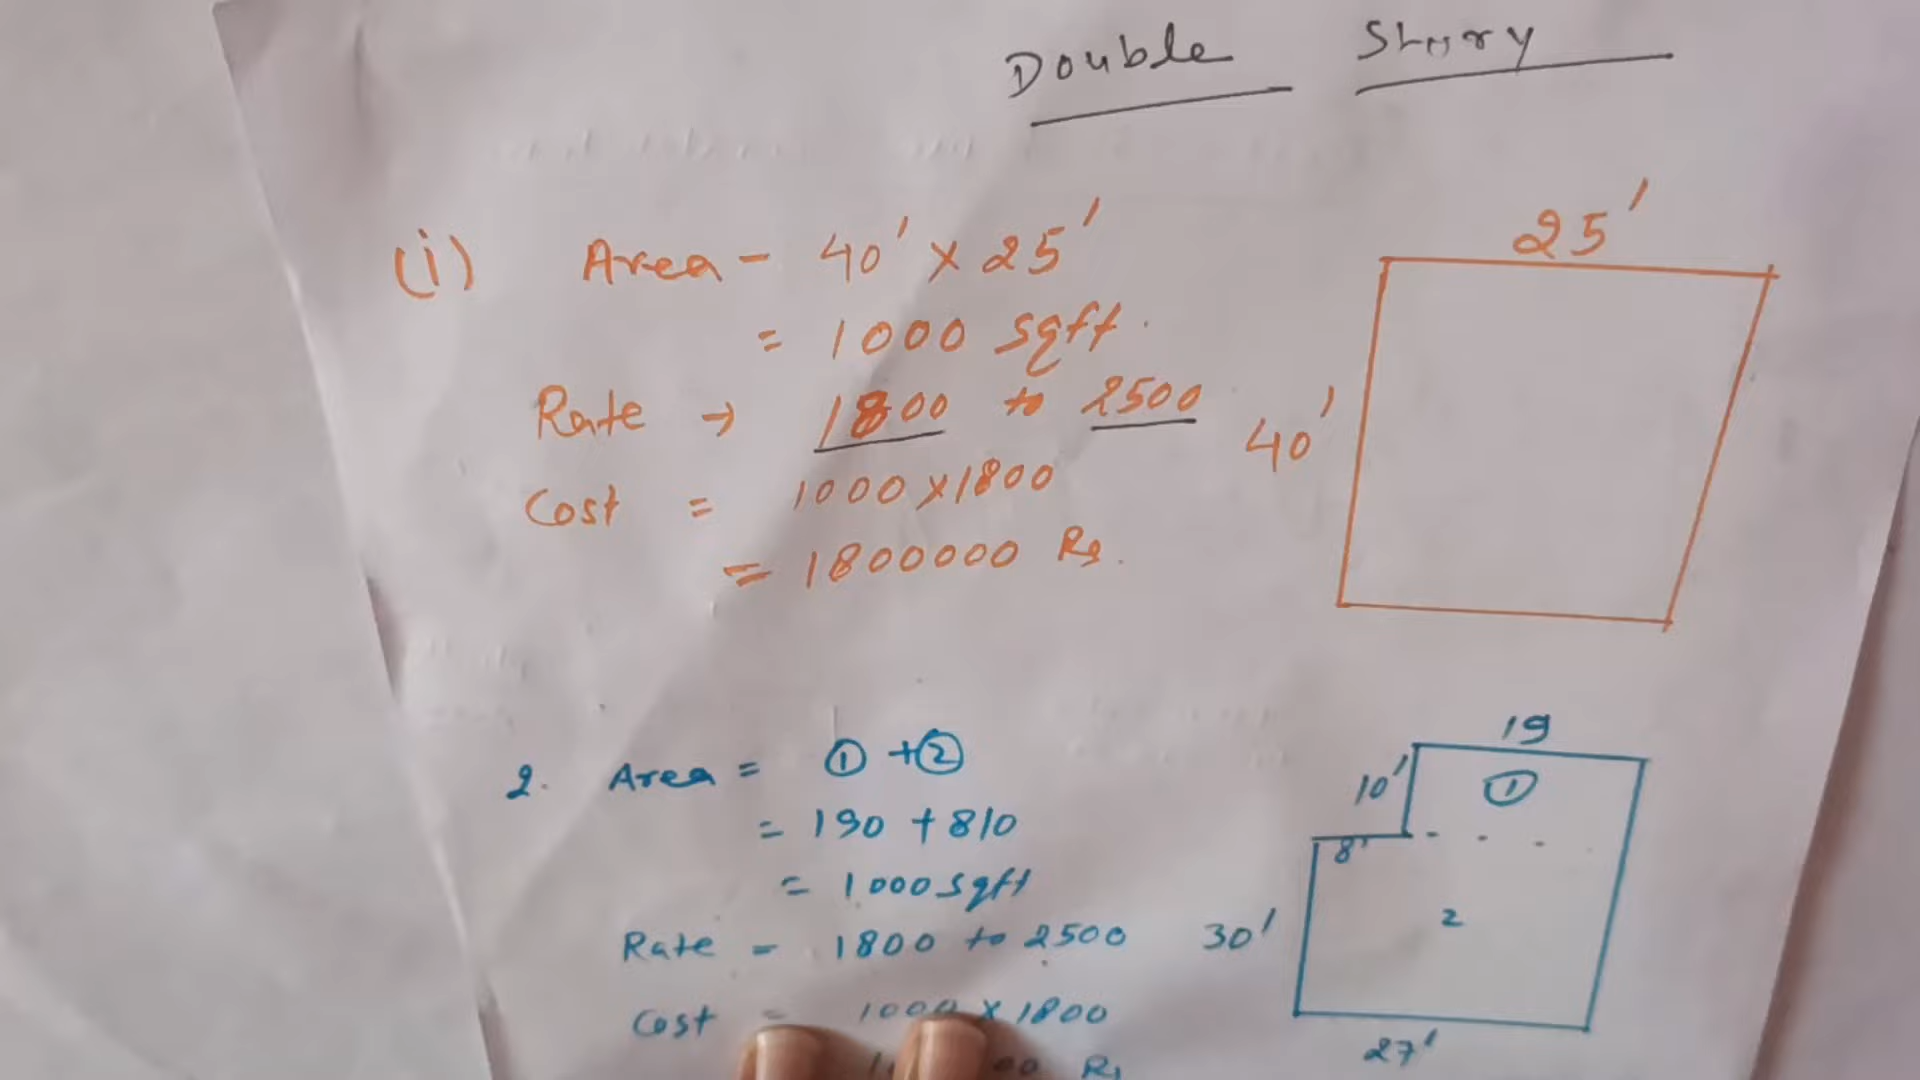 Double Story
25'
(i) Area - 40' x 25'
= 1000 sqft.
Rate → 1800 to 2500
40'
Cost = 1000 x 1800
= 1800000 Rs.
19
2. Area = ① + ②
10' ①
= 190 + 810
8'
= 1000 sqft
2
Rate = 1800 to 2500
30'
Cost = 1000 x 1800
27'
Rs